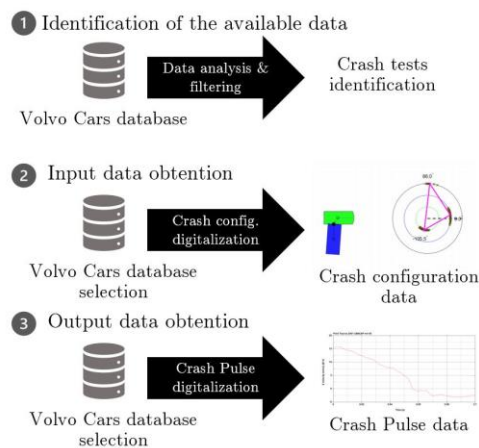 1 Identification of the available data
Data analysis &
filtering
Crash tests
identification
Volvo Cars database
2 Input data obtention
Crash config.
digitalization
Volvo Cars database
selection
Crash configuration
data
3 Output data obtention
Crash Pulse
digitalization
Volvo Cars database
selection
Crash Pulse data